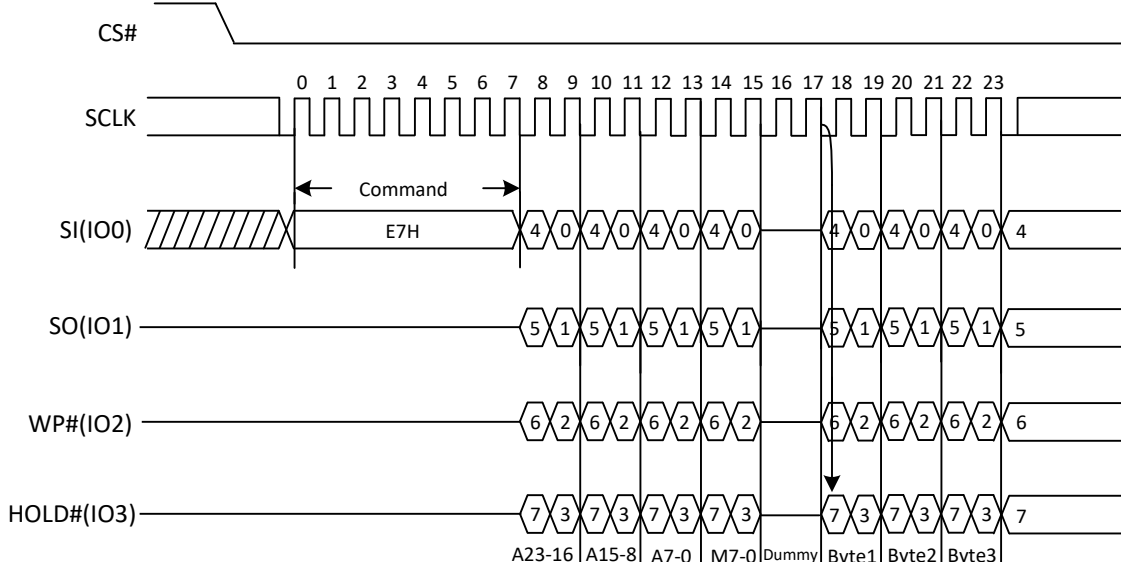 CS#
0 1 2 3 4 5 6 7 8 9 10 11 12 13 14 15 16 17 18 19 20 21 22 23
SCLK
Command
SI(IO0) E7H 4 0 4 0 4 0 4 0 4 0 4 0 4 0 4
SO(IO1) 5 1 5 1 5 1 5 1 5 1 5 1 5 1 5
WP#(IO2) 6 2 6 2 6 2 6 2 6 2 6 2 6 2 6
HOLD#(IO3) 7 3 7 3 7 3 7 3 7 3 7 3 7 3 7
A23-16 A15-8 A7-0 M7-0 Dummy Byte1 Byte2 Byte3